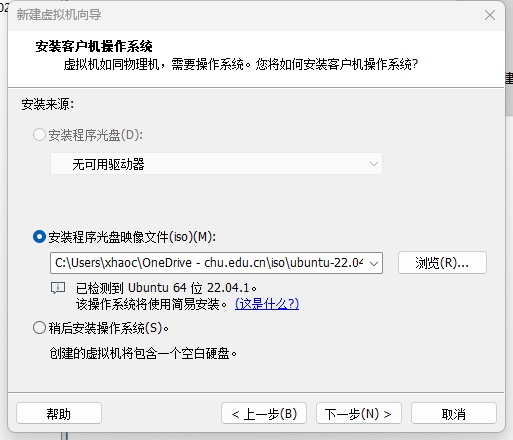 新建虚拟机向导
安装客户机操作系统
虚拟机如同物理机，需要操作系统。您将如何安装客户机操作系统?
安装来源:
安装程序光盘(D):
无可用驱动器
安装程序光盘映像文件(iso)(M):
C:\Users\xhaoc\OneDrive - chu.edu.cn\iso\ubuntu-22.04
浏览(R)...
已检测到 Ubuntu 64 位 22.04.1。
该操作系统将使用简易安装。 (这是什么?)
稍后安装操作系统(S)。
创建的虚拟机将包含一个空白硬盘。
帮助
< 上一步(B)
下一步(N) >
取消